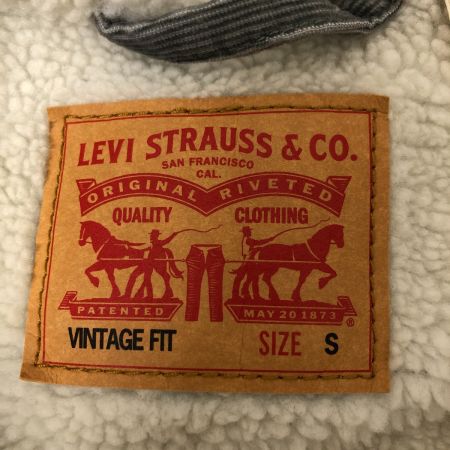 LEVI STRAUSS & CO.
SAN FRANCISCO
CAL.
ORIGINAL RIVETED
QUALITY CLOTHING
PATENTED MAY 20 1873 ®
VINTAGE FIT SIZE S